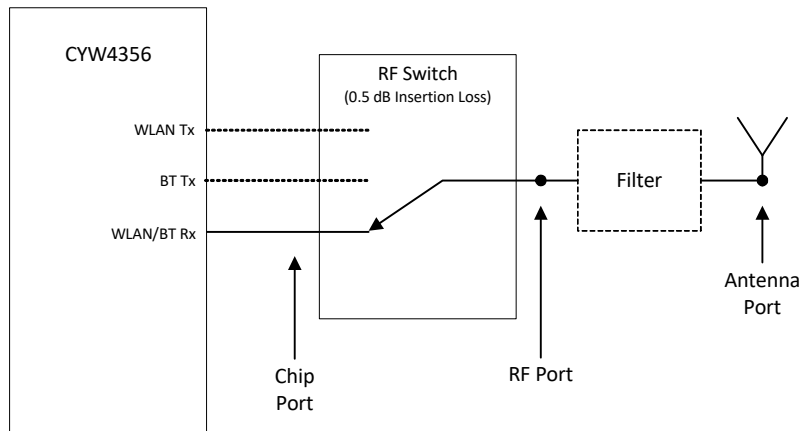 CYW4356
RF Switch
(0.5 dB Insertion Loss)
WLAN Tx
BT Tx
WLAN/BT Rx
Filter
Chip
Port
RF Port
Antenna
Port